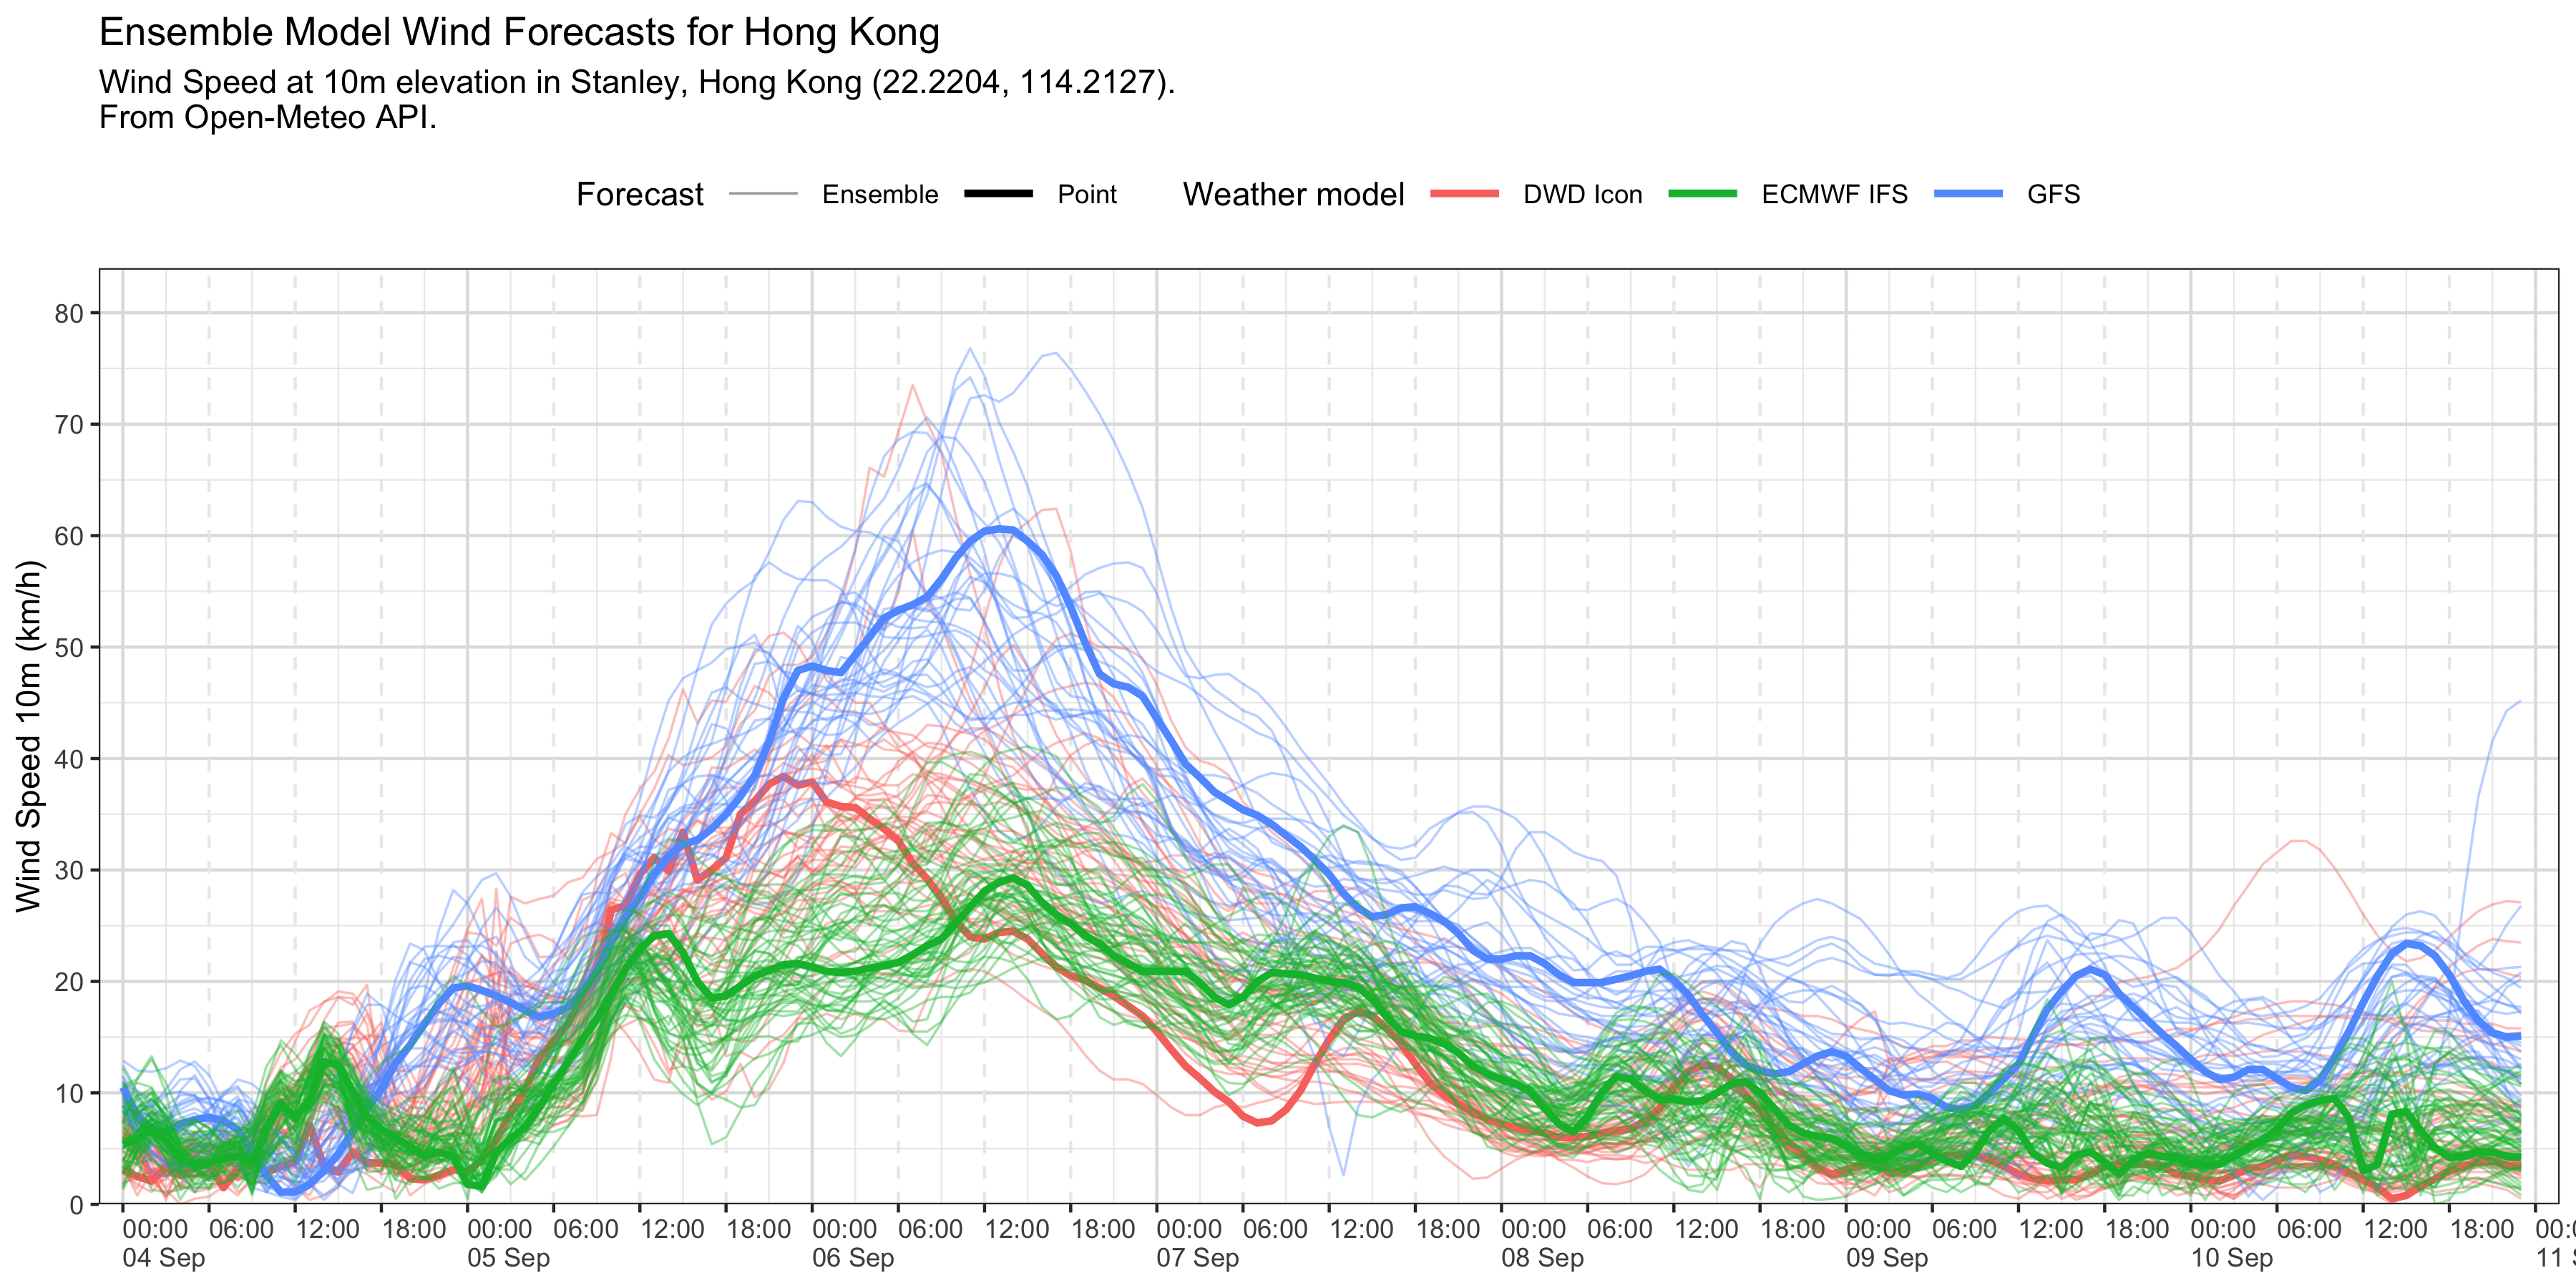 Ensemble Model Wind Forecasts for Hong Kong
Wind Speed at 10m elevation in Stanley, Hong Kong (22.2204, 114.2127).
From Open-Meteo API.
Forecast Ensemble Point Weather model DWD Icon ECMWF IFS GFS
Wind Speed 10m (km/h)
80
70
60
50
40
30
20
10
0
00:00 06:00 12:00 18:00 00:00 06:00 12:00 18:00 00:00 06:00 12:00 18:00 00:00 06:00 12:00 18:00 00:00 06:00 12:00 18:00 00:00 06:00 12:00 18:00 00:00 06:00 12:00 18:00 00:0
04 Sep 05 Sep 06 Sep 07 Sep 08 Sep 09 Sep 10 Sep 11 S